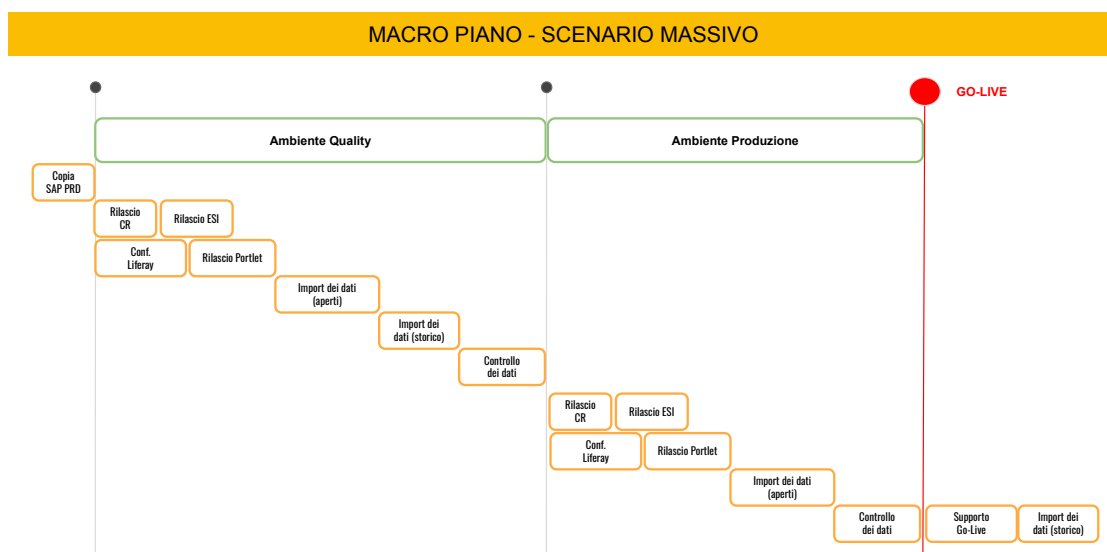 MACRO PIANO - SCENARIO MASSIVO
GO-LIVE
Ambiente Quality
Ambiente Produzione
Copia
SAP PRD
Rilascio
CR
Rilascio ESI
Conf.
Liferay
Rilascio Portlet
Import dei dati
(aperti)
Import dei
dati (storico)
Controllo
dei dati
Rilascio
CR
Rilascio ESI
Conf.
Liferay
Rilascio Portlet
Import dei dati
(aperti)
Controllo
dei dati
Supporto
Go-Live
Import dei
dati (storico)